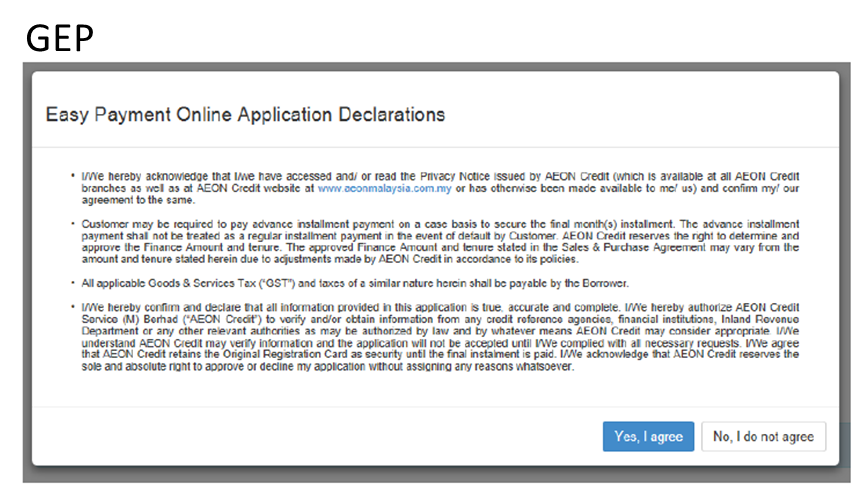 GEP
Easy Payment Online Application Declarations
• I/We hereby acknowledge that I/we have accessed and/ or read the Privacy Notice issued by AEON Credit (which is available at all AEON Credit
branches as well as at AEON Credit website at www.aeonmalaysia.com.my or has otherwise been made available to me/ us) and confirm my/ our
agreement to the same.
• Customer may be required to pay advance installment payment on a case basis to secure the final month(s) installment. The advance installment
payment shall not be treated as a regular installment payment in the event of default by Customer. AEON Credit reserves the right to determine and
approve the Finance Amount and tenure. The approved Finance Amount and tenure stated in the Sales & Purchase Agreement may vary from the
amount and tenure stated herein due to adjustments made by AEON Credit in accordance to its policies.
• All applicable Goods & Services Tax ("GST") and taxes of a similar nature herein shall be payable by the Borrower.
• I/We hereby confirm and declare that all information provided in this application is true, accurate and complete. I/We hereby authorize AEON Credit
Service (M) Berhad ("AEON Credit") to verify and/or obtain information from any credit reference agencies, financial institutions, Inland Revenue
Department or any other relevant authorities as may be authorized by law and by whatever means AEON Credit may consider appropriate. I/We
understand AEON Credit may verify information and the application will not be accepted until I/We complied with all necessary requests. I/We agree
that AEON Credit retains the Original Registration Card as security until the final instalment is paid. I/We acknowledge that AEON Credit reserves the
sole and absolute right to approve or decline my application without assigning any reasons whatsoever.
Yes, I agree
No, I do not agree